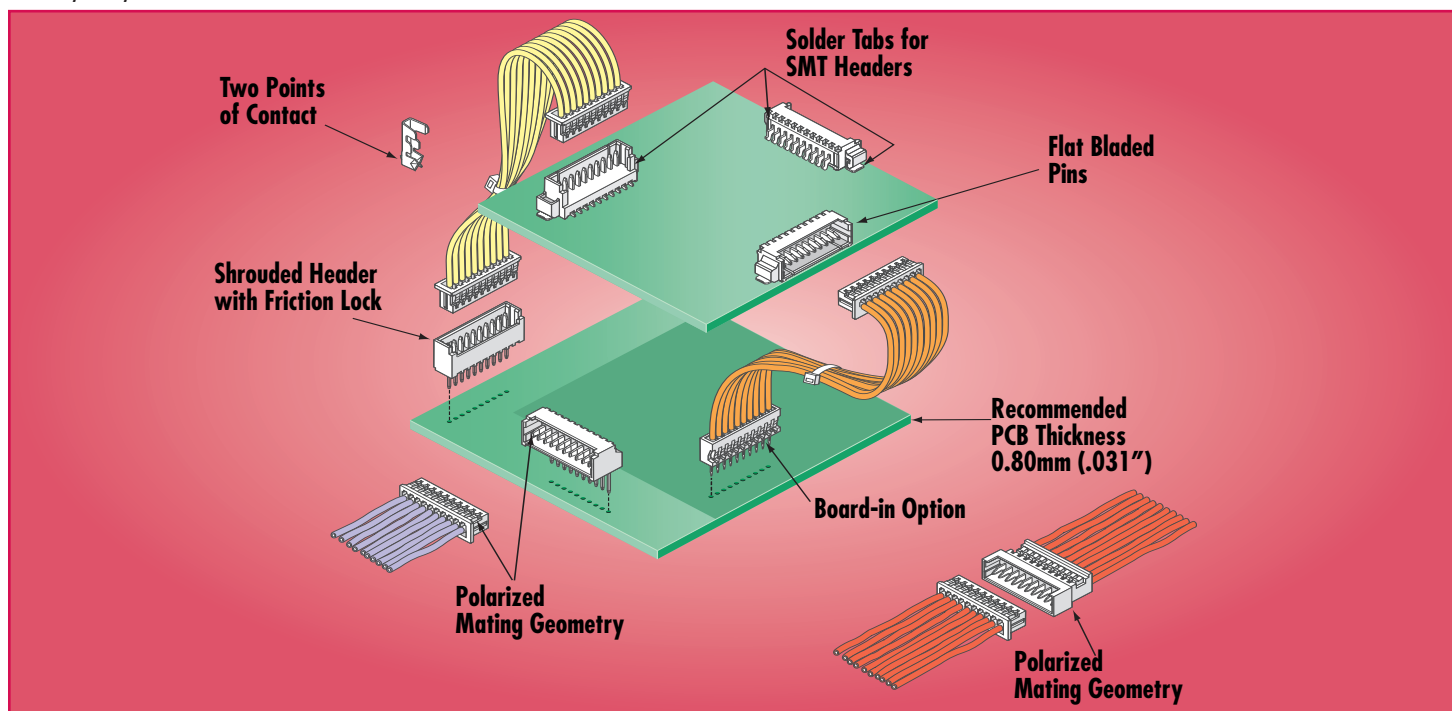 Solder Tabs for
SMT Headers
Two Points
of Contact
Flat Bladed
Pins
Shrouded Header
with Friction Lock
Recommended
PCB Thickness
0.80mm (.031″)
Board-in Option
Polarized
Mating Geometry
Polarized
Mating Geometry